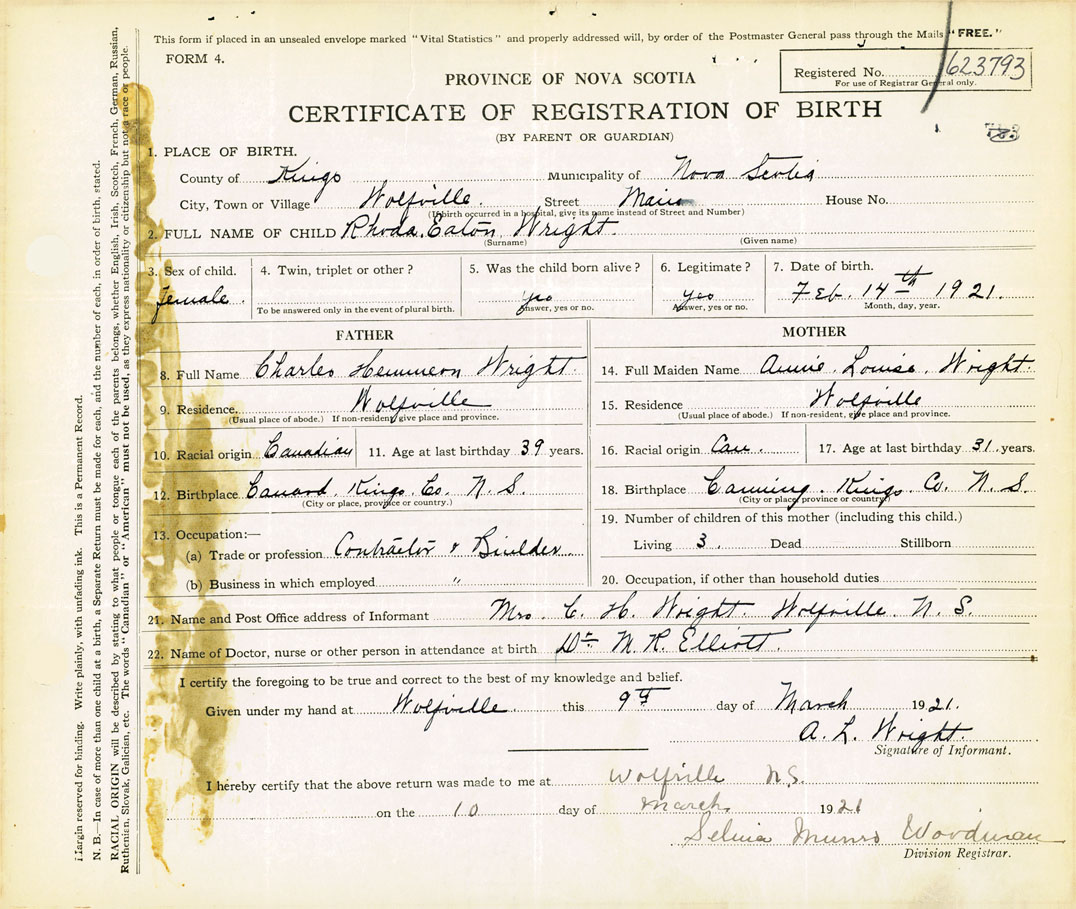 This form if placed in an unsealed envelope marked "Vital Statistics" and properly addressed will, by order of the Postmaster General pass through the Mails "FREE."
FORM 4.
Registered No. 623793
For use of Registrar General only.
PROVINCE OF NOVA SCOTIA
CERTIFICATE OF REGISTRATION OF BIRTH
(BY PARENT OR GUARDIAN)
1. PLACE OF BIRTH.
County of Kings Municipality of Nova Scotia
City, Town or Village Wolfville. Street Main House No.
(If birth occurred in a hospital, give its name instead of Street and Number)
2. FULL NAME OF CHILD Rhoda Eaton Wright.
(Surname) (Given name)
3. Sex of child. 4. Twin, triplet or other? 5. Was the child born alive? 6. Legitimate? 7. Date of birth.
female. yes yes Feb. 14th 1921.
To be answered only in the event of plural birth. Answer, yes or no. Answer, yes or no. Month, day, year.
FATHER
8. Full Name Charles Wright.
9. Residence. Wolfville
(Usual place of abode.) If non-resident, give place and province.
10. Racial origin Canadian 11. Age at last birthday 39 years.
12. Birthplace Canard. Kings. Co. N. S.
(City or place, province or country.)
13. Occupation:—
(a) Trade or profession Contractor & Builder
(b) Business in which employed "
MOTHER
14. Full Maiden Name Annie Louise Wright.
15. Residence Wolfville
(Usual place of abode.) If non-resident, give place and province.
16. Racial origin Can. 17. Age at last birthday 31. years.
18. Birthplace Canning. Kings. Co. N. S.
(City or place, province or country)
19. Number of children of this mother (including this child.)
Living 3. Dead Stillborn
20. Occupation, if other than household duties
21. Name and Post Office address of Informant Mrs. C. H. Wright. Wolfville N. S.
22. Name of Doctor, nurse or other person in attendance at birth Dr. M. R. Elliott.
I certify the foregoing to be true and correct to the best of my knowledge and belief.
Given under my hand at Wolfville. this 9th day of March 1921.
A. L. Wright.
Signature of Informant.
I hereby certify that the above return was made to me at Wolfville N.S.
on the 10 day of March 1921
Selina Munro Woodman
Division Registrar.
Margin reserved for binding. Write plainly, with unfading ink. This is a Permanent Record.
N. B.—In case of more than one child at a birth, a Separate Return must be made for each, and the number of each, in order of birth, stated.
RACIAL ORIGIN will be described by stating to what people or tongue each of the parents belongs, whether English, Irish, Scotch, French, German, Russian,
Ruthenian, Slovak, Galician, etc. The words "Canadian" or "American" must not be used, as they express nationality or citizenship but not a race or people.